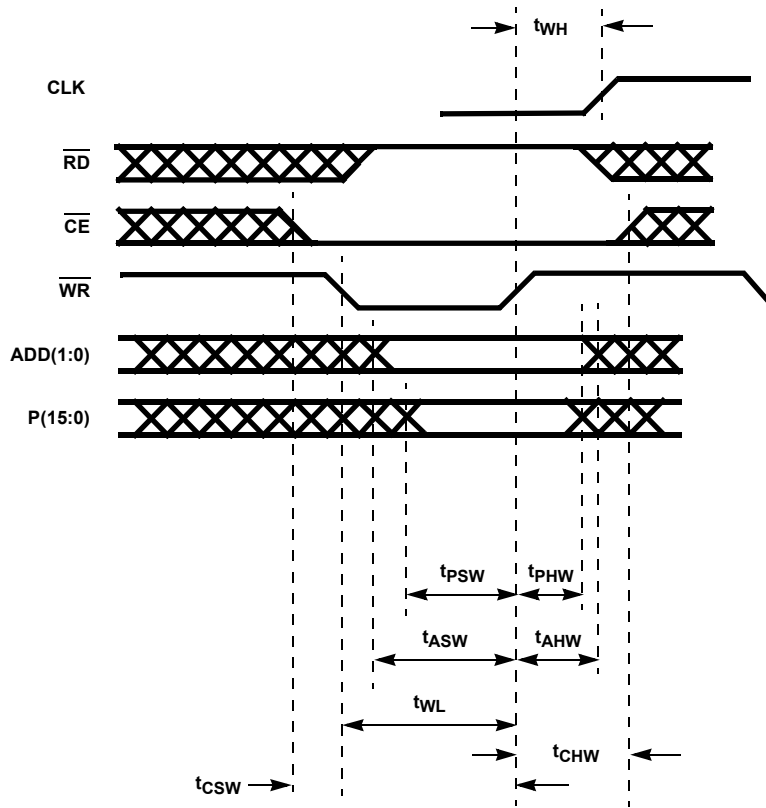 tWH
CLK
RD
CE
WR
ADD(1:0)
P(15:0)
tPSW
tPHW
tASW
tAHW
tWL
tCHW
tCSW